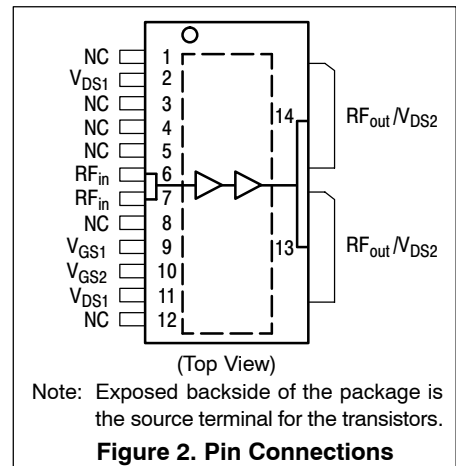 NC 1
VDS1 2
NC 3
NC 4 14 RFout/VDS2
NC 5
RFin 6
RFin 7
NC 8
VGS1 9 13 RFout/VDS2
VGS2 10
VDS1 11
NC 12
(Top View)
Note: Exposed backside of the package is
the source terminal for the transistors.
Figure 2. Pin Connections